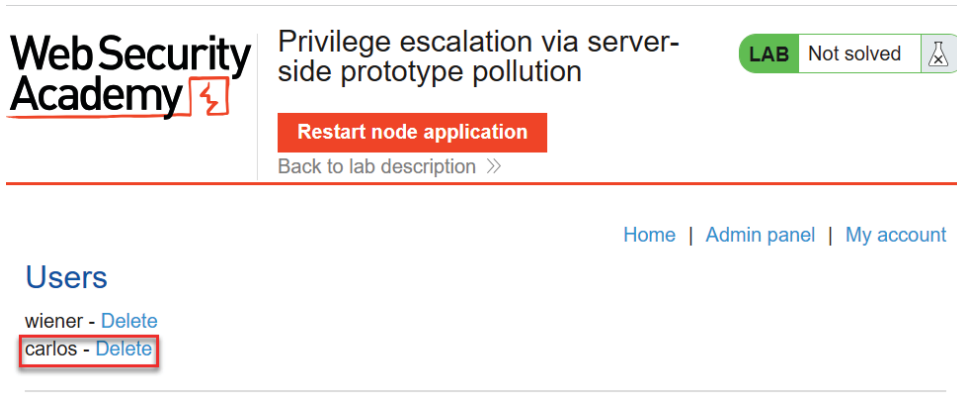 Web Security
Academy
Privilege escalation via server-
side prototype pollution
LAB Not solved
Restart node application
Back to lab description
Home | Admin panel | My account
Users
wiener - Delete
carlos - Delete